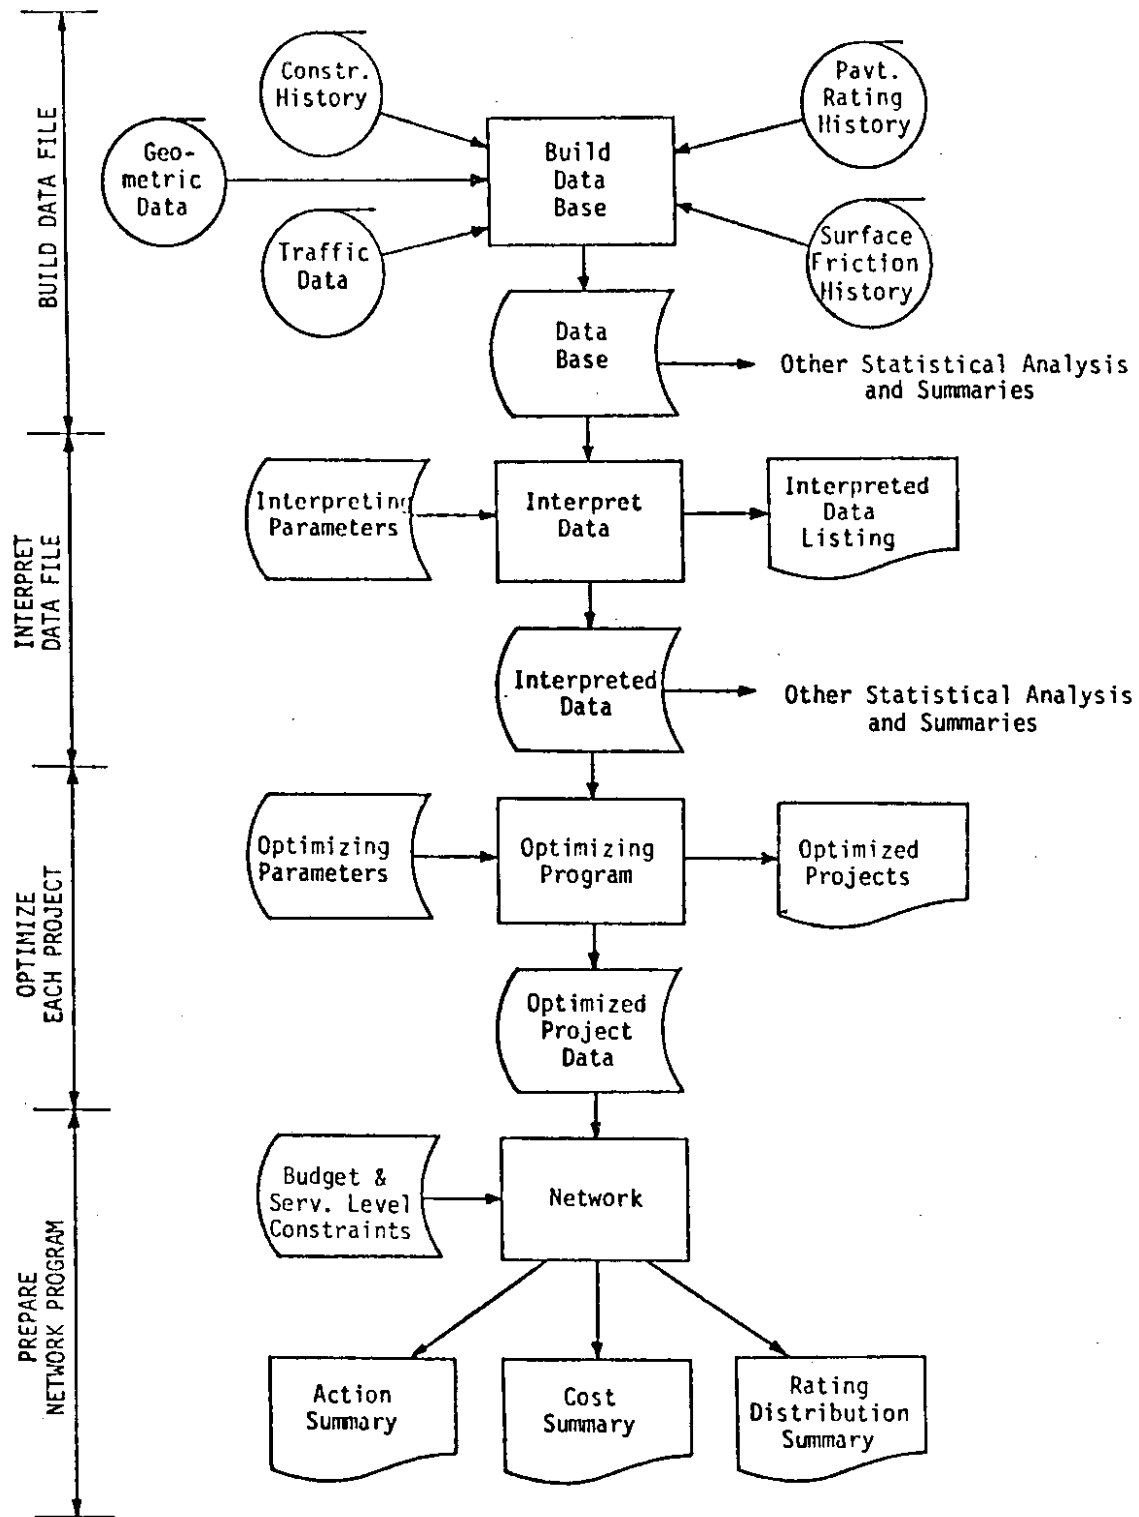 BUILD DATA FILE
Constr.
History
Pavt.
Rating
History
Geo-
metric
Data
Build
Data
Base
Traffic
Data
Surface
Friction
History
Data
Base
Other Statistical Analysis
and Summaries
INTERPRET
DATA FILE
Interpreting
Parameters
Interpret
Data
Interpreted
Data
Listing
Interpreted
Data
Other Statistical Analysis
and Summaries
OPTIMIZE
EACH PROJECT
Optimizing
Parameters
Optimizing
Program
Optimized
Projects
Optimized
Project
Data
PREPARE
NETWORK PROGRAM
Budget &
Serv. Level
Constraints
Network
Action
Summary
Cost
Summary
Rating
Distribution
Summary